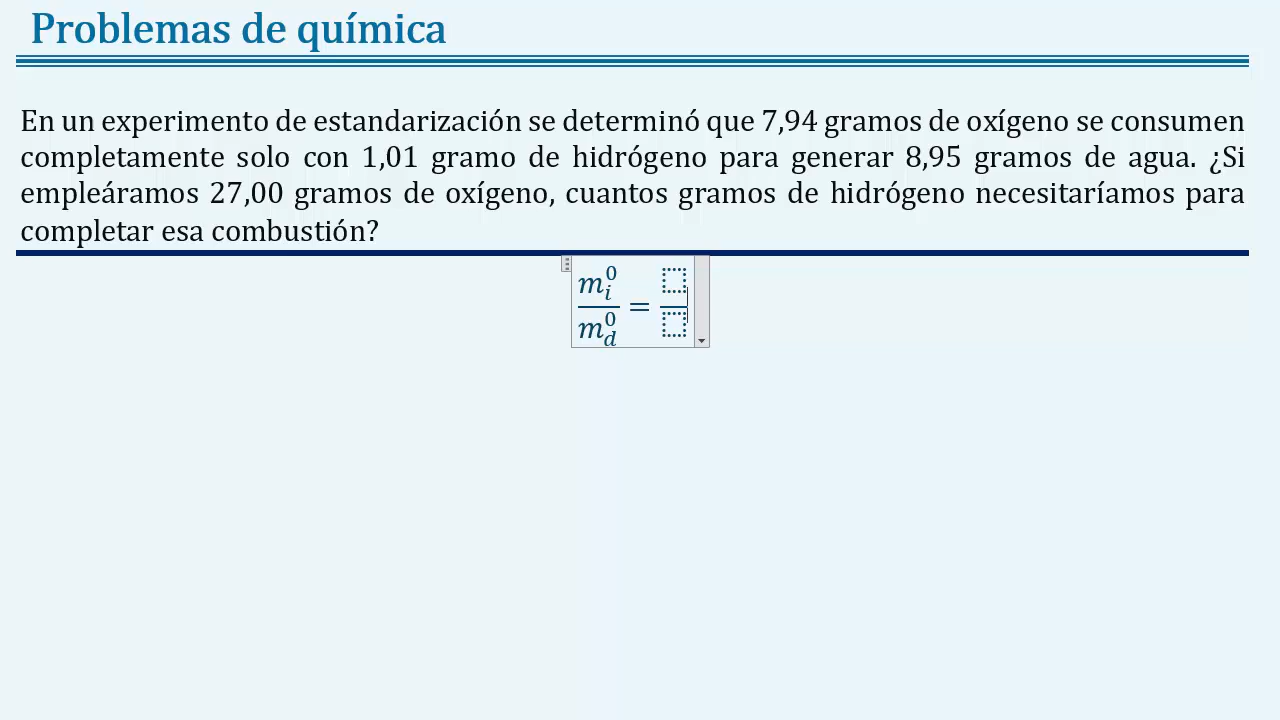 Problemas de química
En un experimento de estandarización se determinó que 7,94 gramos de oxígeno se consumen
completamente solo con 1,01 gramo de hidrógeno para generar 8,95 gramos de agua. ¿Si
empleáramos 27,00 gramos de oxígeno, cuantos gramos de hidrógeno necesitaríamos para
completar esa combustión?
m_i^0 / m_d^0 =